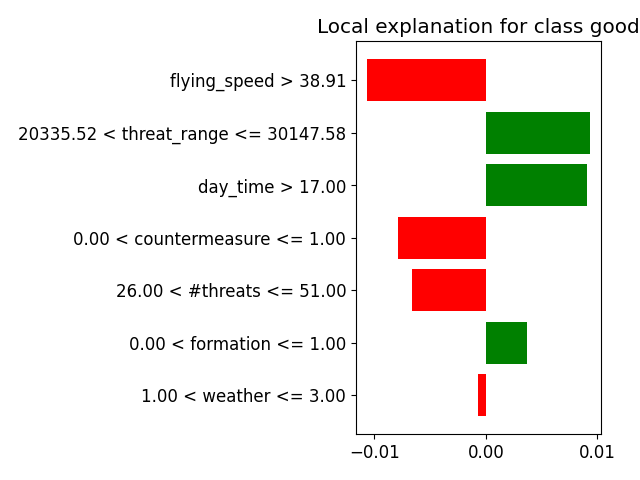 Local explanation for class good
flying_speed > 38.91
20335.52 < threat_range <= 30147.58
day_time > 17.00
0.00 < countermeasure <= 1.00
26.00 < #threats <= 51.00
0.00 < formation <= 1.00
1.00 < weather <= 3.00
−0.01 0.00 0.01